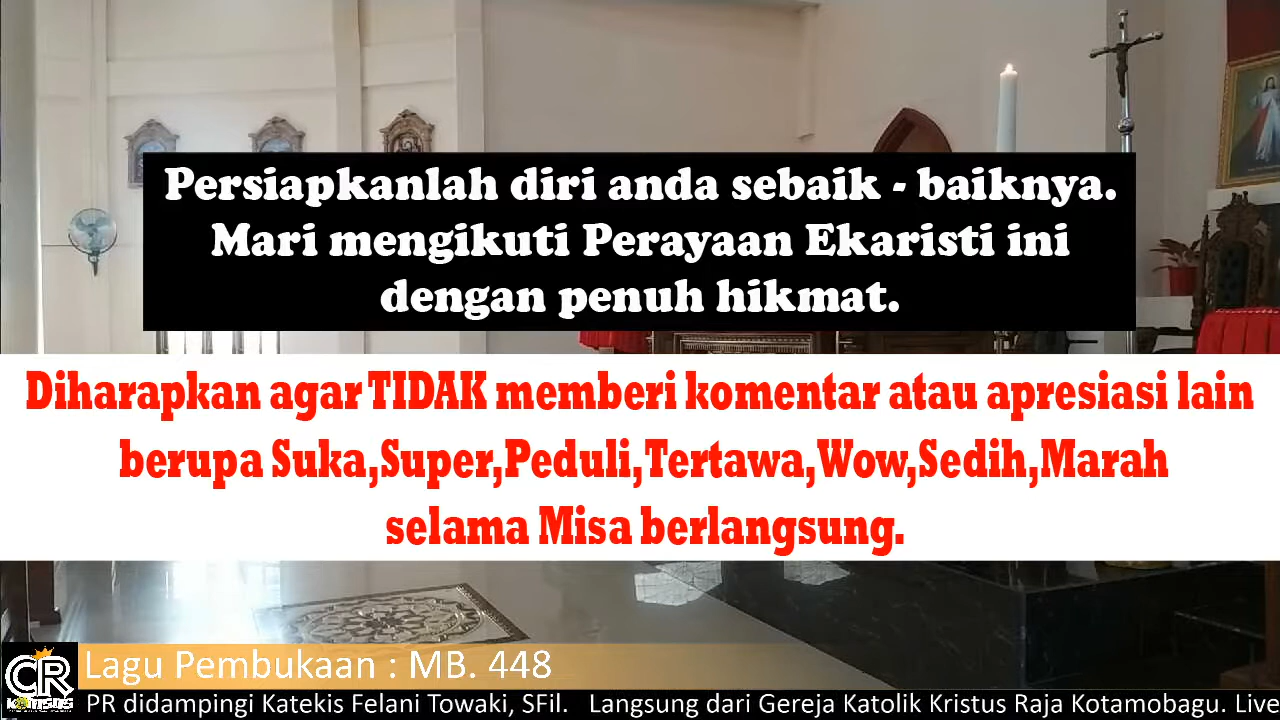 Persiapkanlah diri anda sebaik - baiknya.
Mari mengikuti Perayaan Ekaristi ini
dengan penuh hikmat.
Diharapkan agar TIDAK memberi komentar atau apresiasi lain
berupa Suka,Super,Peduli,Tertawa,Wow,Sedih,Marah
selama Misa berlangsung.
CR
KOMSOS
Lagu Pembukaan : MB. 448
PR didampingi Katekis Felani Towaki, SFil. Langsung dari Gereja Katolik Kristus Raja Kotamobagu. Live